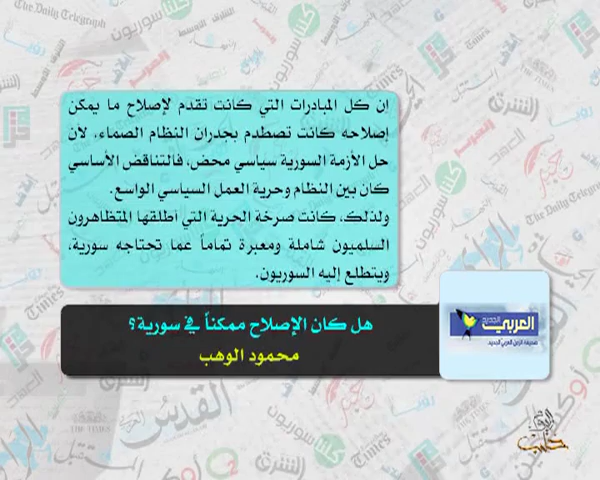 إن كل المبادرات التي كانت تقدم لإصلاح ما يمكن
إصلاحه كانت تصطدم بجدران النظام الصماء، لأن
حل الأزمة السورية سياسي محض، فالتناقض الأساسي
كان بين النظام وحرية العمل السياسي الواسع.
ولذلك، كانت صرخة الحرية التي أطلقها المتظاهرون
السلميون شاملة ومعبرة تماماً عما تحتاجه سورية،
ويتطلع إليه السوريون.
هل كان الإصلاح ممكناً في سورية؟
محمود الوهب
العربي الجديد